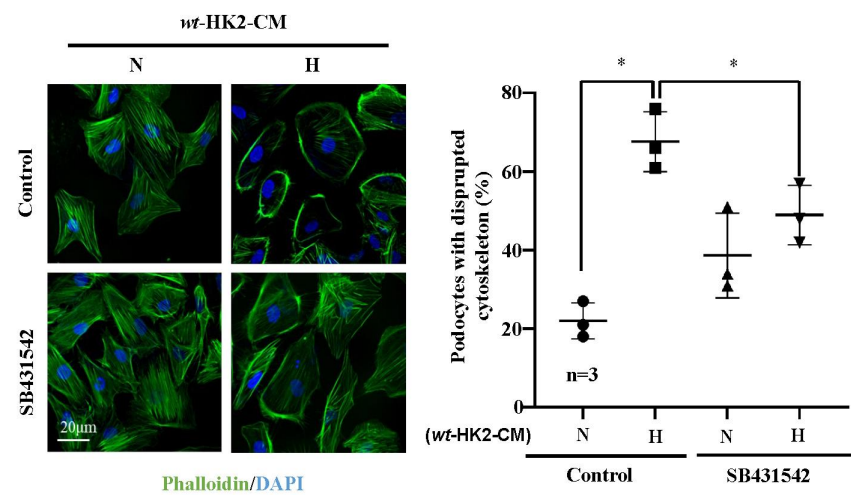 wt-HK2-CM
N H
Control
SB431542
20μm
Phalloidin/DAPI
Podocytes with disprupted
cytoskeleton (%)
* *
80
60
40
20
0
n=3
(wt-HK2-CM) N H N H
Control SB431542